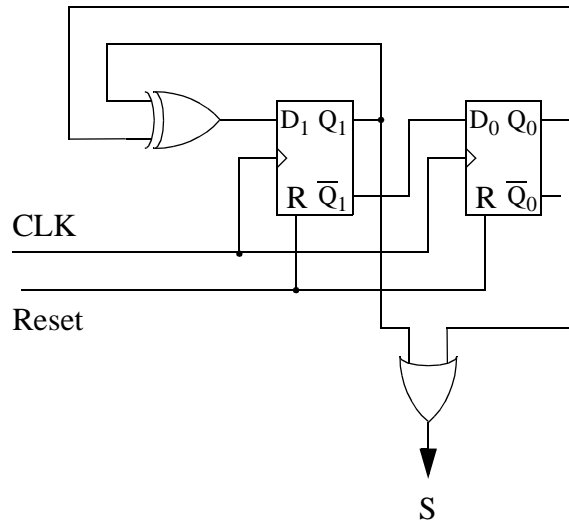 D₁ Q₁
R Q̅₁
D₀ Q₀
R Q̅₀
CLK
Reset
S